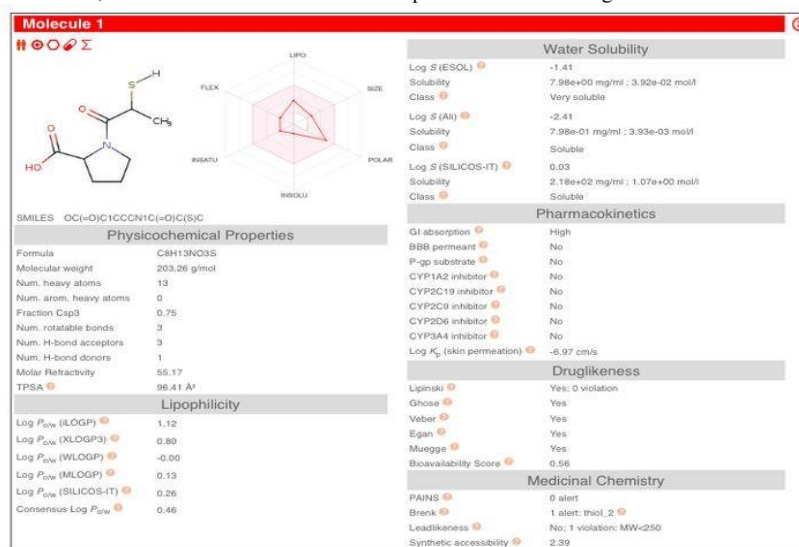 Molecule 1
LIPO
FLEX
SIZE
INSATU
POLAR
INSOLU
S
H
O
CH₃
N
O
HO
SMILES OC(=O)C1CCCN1C(=O)C(S)C
Physicochemical Properties
Formula C8H13NO3S
Molecular weight 203.26 g/mol
Num. heavy atoms 13
Num. arom. heavy atoms 0
Fraction Csp3 0.75
Num. rotatable bonds 3
Num. H-bond acceptors 3
Num. H-bond donors 1
Molar Refractivity 55.17
TPSA 96.41 Å²
Lipophilicity
Log Po/w (iLOGP) 1.12
Log Po/w (XLOGP3) 0.80
Log Po/w (WLOGP) -0.00
Log Po/w (MLOGP) 0.13
Log Po/w (SILICOS-IT) 0.26
Consensus Log Po/w 0.46
Water Solubility
Log S (ESOL) -1.41
Solubility 7.98e+00 mg/ml ; 3.92e-02 mol/l
Class Very soluble
Log S (Ali) -2.41
Solubility 7.98e-01 mg/ml ; 3.93e-03 mol/l
Class Soluble
Log S (SILICOS-IT) 0.03
Solubility 2.18e+02 mg/ml ; 1.07e+00 mol/l
Class Soluble
Pharmacokinetics
GI absorption High
BBB permeant No
P-gp substrate No
CYP1A2 inhibitor No
CYP2C19 inhibitor No
CYP2C9 inhibitor No
CYP2D6 inhibitor No
CYP3A4 inhibitor No
Log Kp (skin permeation) -6.97 cm/s
Druglikeness
Lipinski Yes; 0 violation
Ghose Yes
Veber Yes
Egan Yes
Muegge Yes
Bioavailability Score 0.56
Medicinal Chemistry
PAINS 0 alert
Brenk 1 alert: thiol_2
Leadlikeness No; 1 violation: MW<250
Synthetic accessibility 2.39